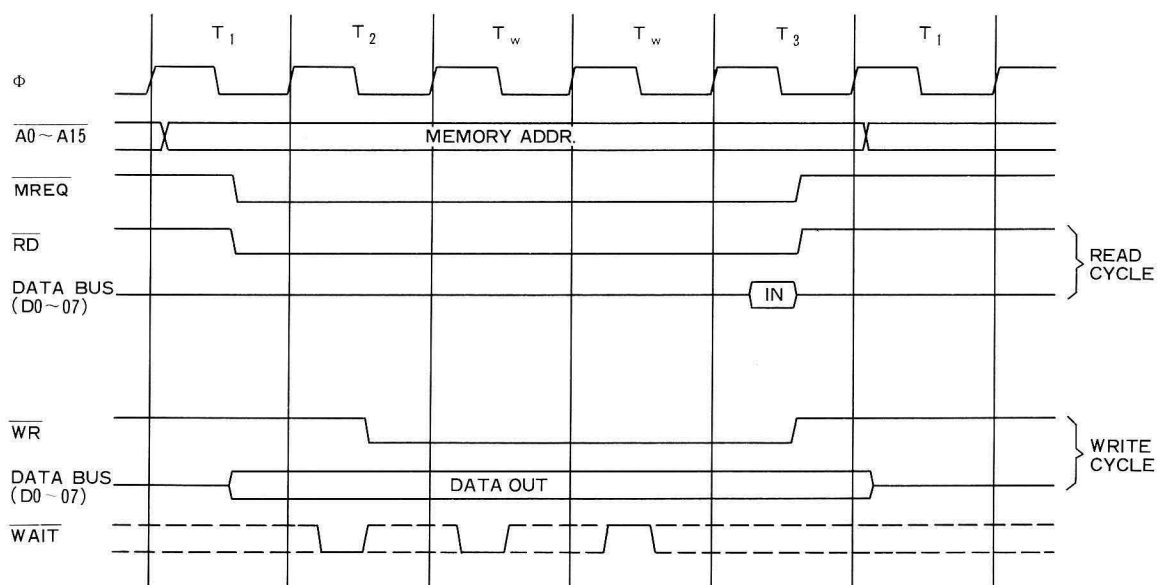 T1 T2 Tw Tw T3 T1
Φ
A0~A15
MEMORY ADDR.
MREQ
RD
READ
CYCLE
DATA BUS
(D0~07)
IN
WR
WRITE
CYCLE
DATA BUS
(D0~07)
DATA OUT
WAIT